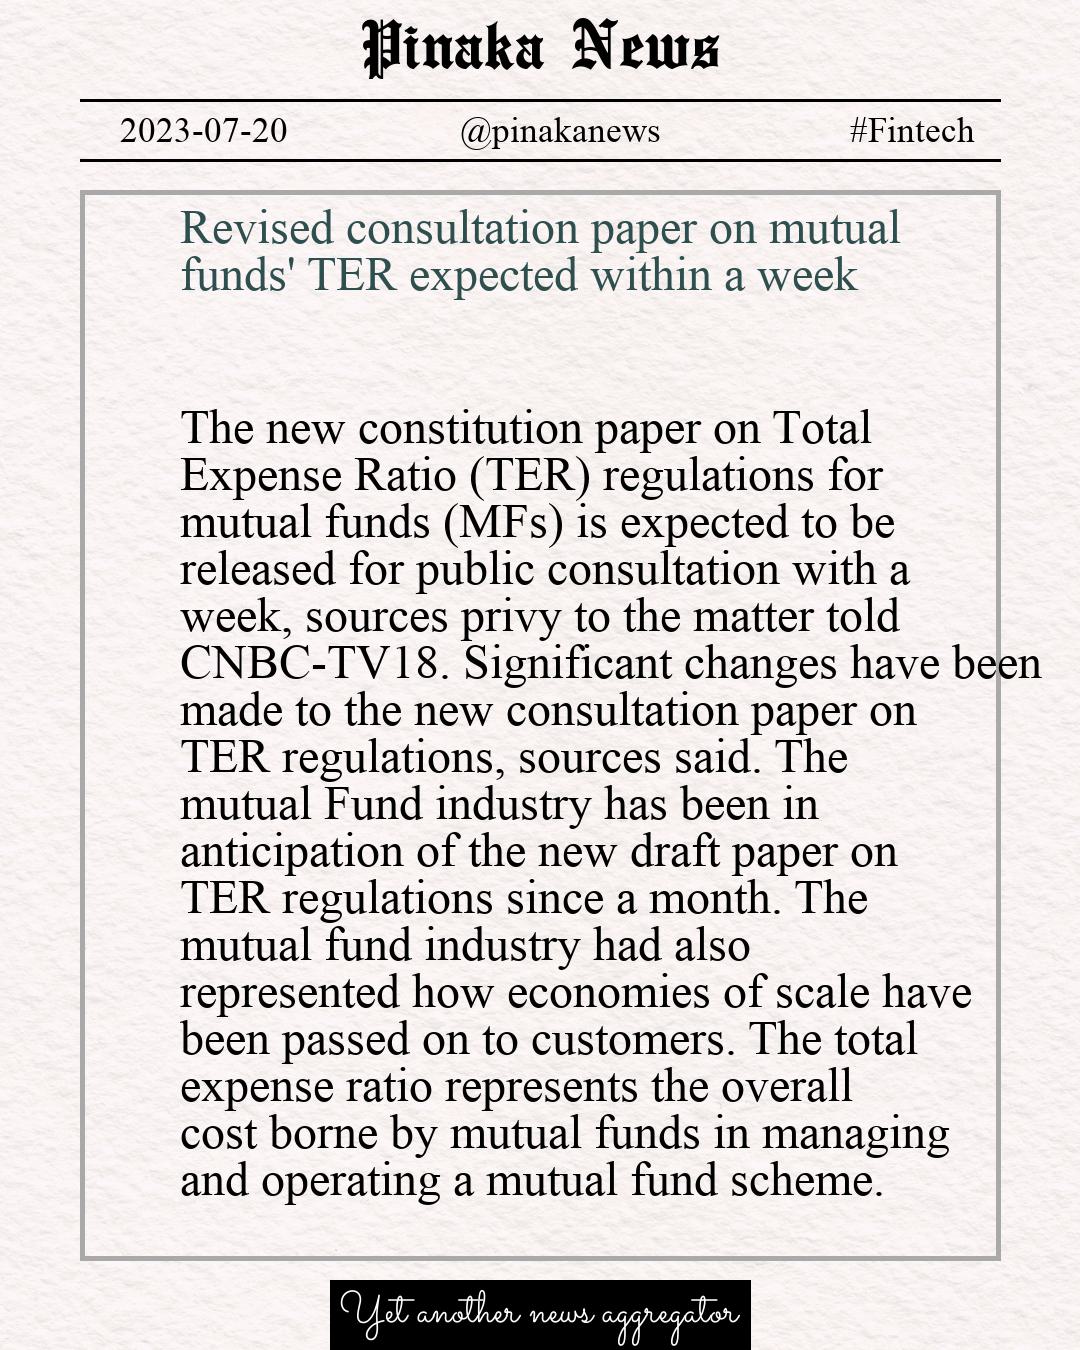 Pinaka News
2023-07-20 @pinakanews #Fintech
Revised consultation paper on mutual
funds' TER expected within a week
The new constitution paper on Total
Expense Ratio (TER) regulations for
mutual funds (MFs) is expected to be
released for public consultation with a
week, sources privy to the matter told
CNBC-TV18. Significant changes have been
made to the new consultation paper on
TER regulations, sources said. The
mutual Fund industry has been in
anticipation of the new draft paper on
TER regulations since a month. The
mutual fund industry had also
represented how economies of scale have
been passed on to customers. The total
expense ratio represents the overall
cost borne by mutual funds in managing
and operating a mutual fund scheme.
Yet another news aggregator